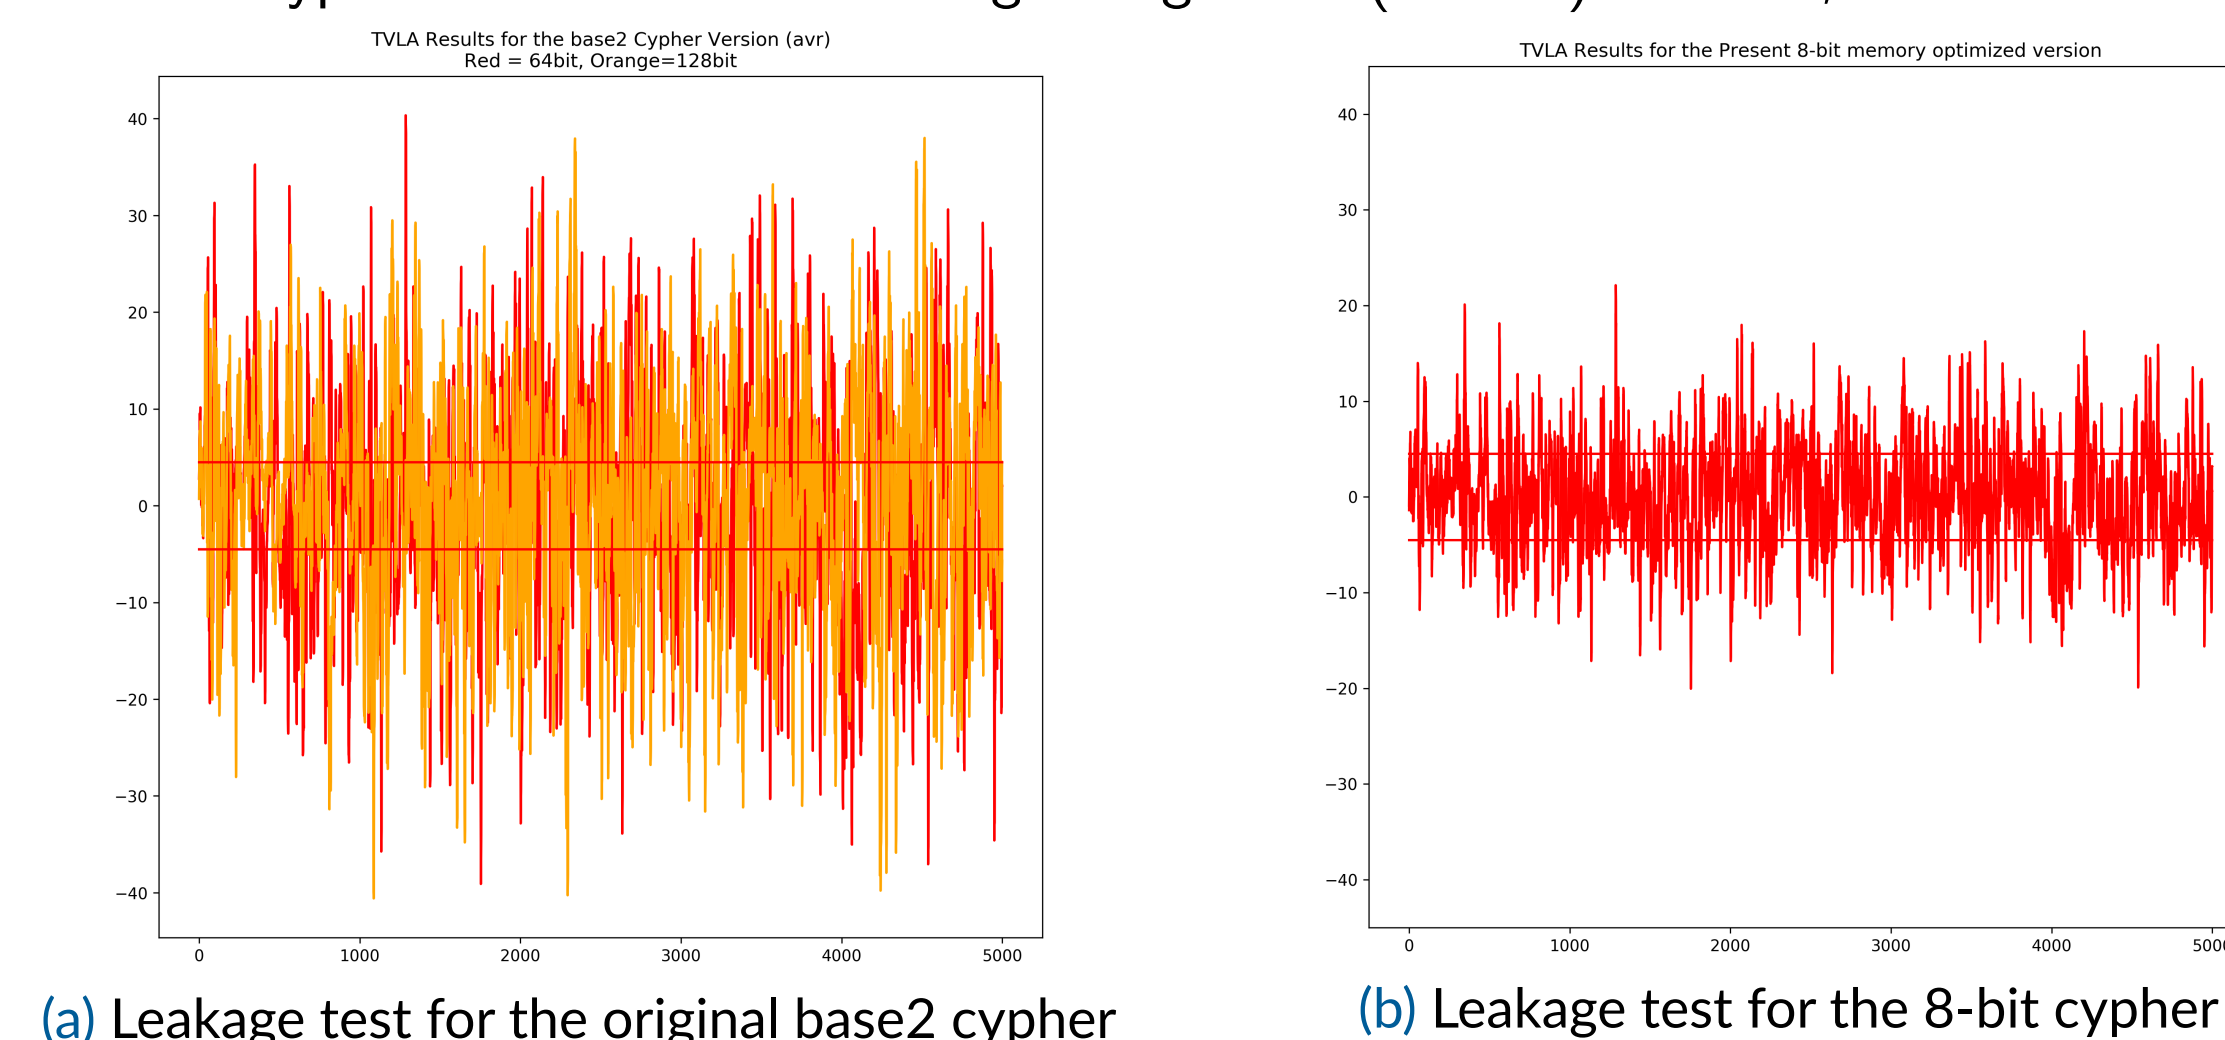 TVLA Results for the base2 Cypher Version (avr)
Red = 64bit, Orange=128bit
40
30
20
10
0
−10
−20
−30
−40
0 1000 2000 3000 4000 5000
(a) Leakage test for the original base2 cypher
TVLA Results for the Present 8-bit memory optimized version
40
30
20
10
0
−10
−20
−30
−40
0 1000 2000 3000 4000 5000
(b) Leakage test for the 8-bit cypher